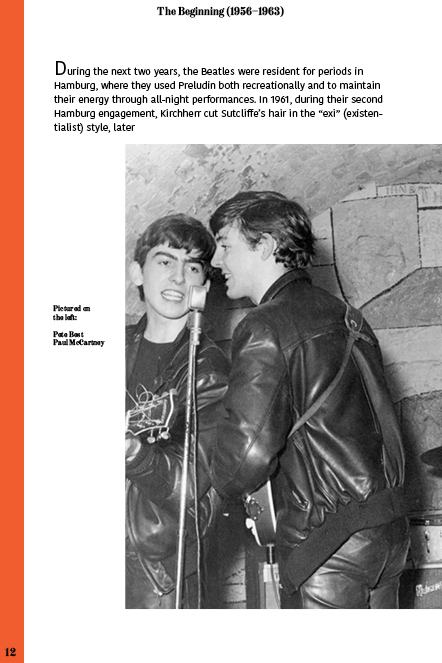 The Beginning (1956–1963)
During the next two years, the Beatles were resident for periods in
Hamburg, where they used Preludin both recreationally and to maintain
their energy through all-night performances. In 1961, during their second
Hamburg engagement, Kirchherr cut Sutcliffe's hair in the “exi” (existen-
tialist) style, later
Pictured on
the left:
Pete Best
Paul McCartney
12